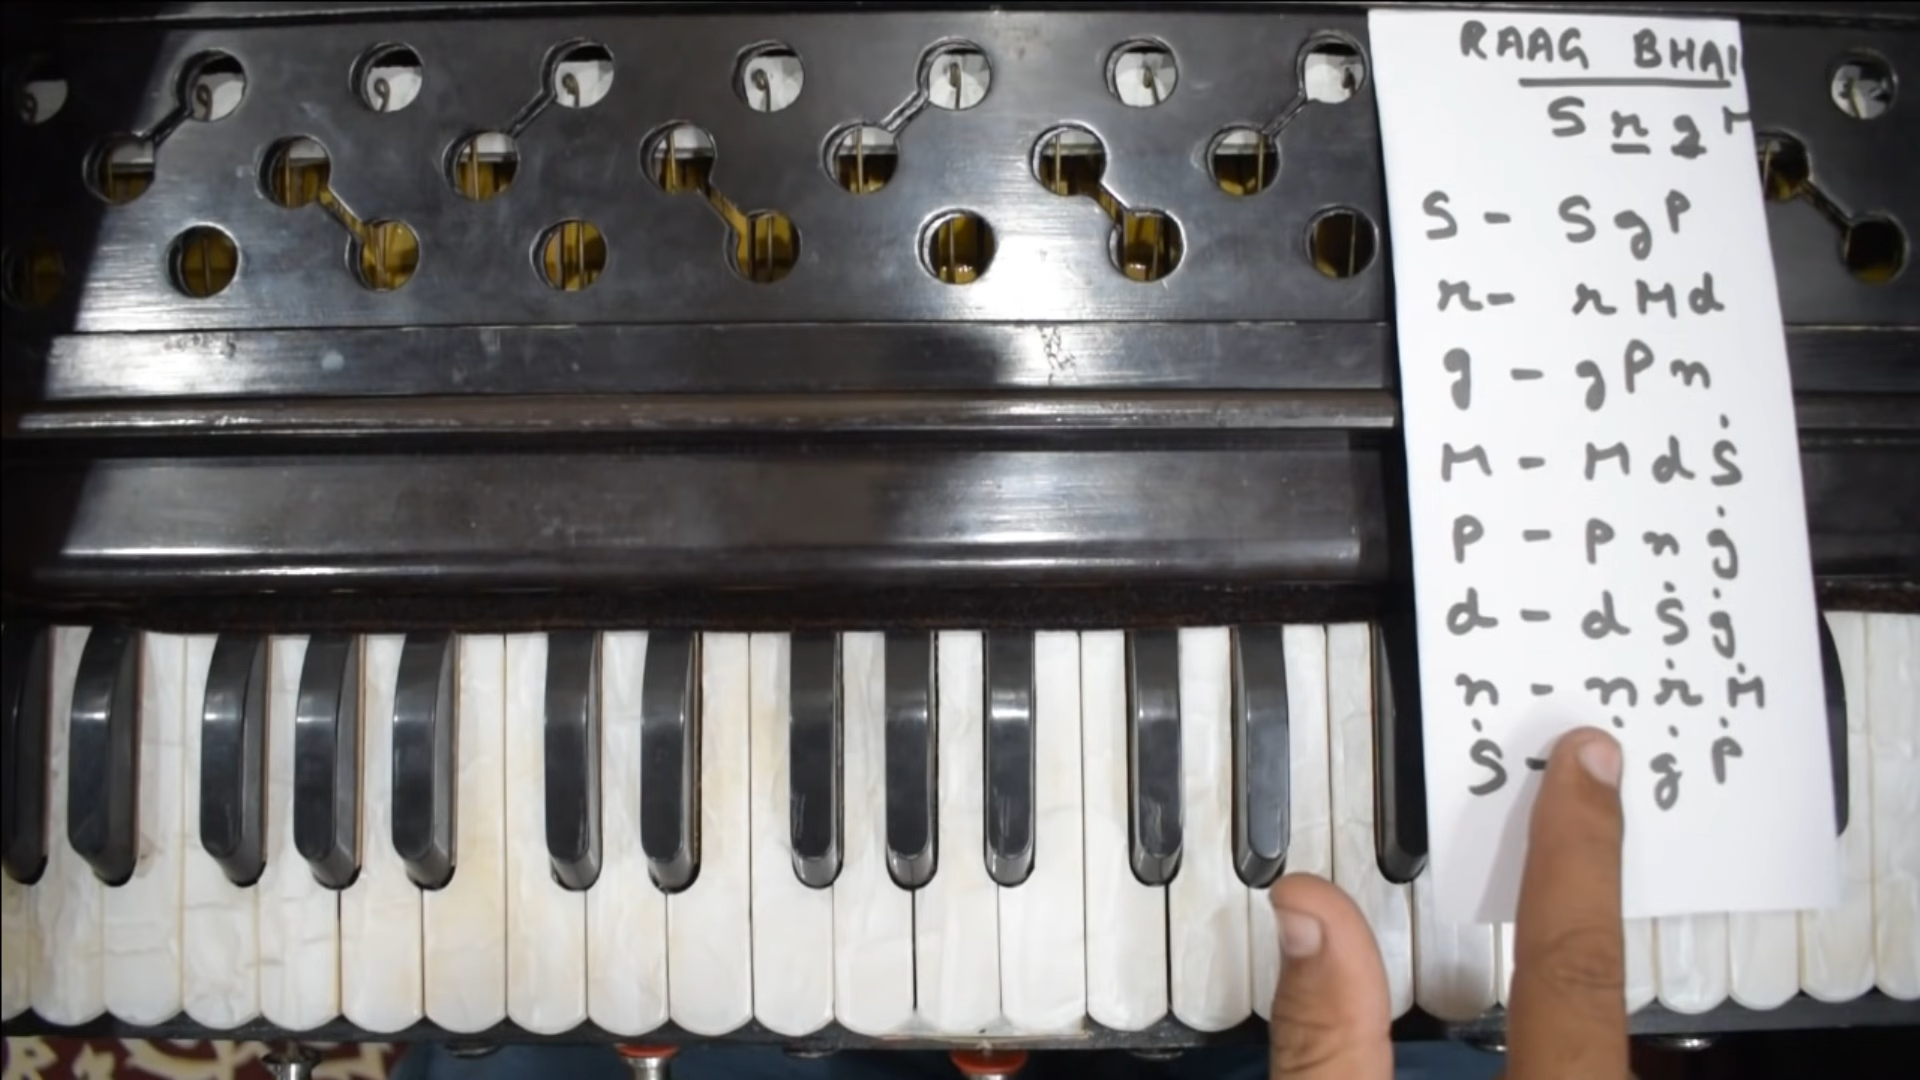 RAAG BHAI
S r g
S - S g P
r - r M d
g - g P n
M - M d Ṡ
P - P n ġ
d - d Ṡ ġ
n - n ṙ Ṁ
Ṡ - ġ Ṗ